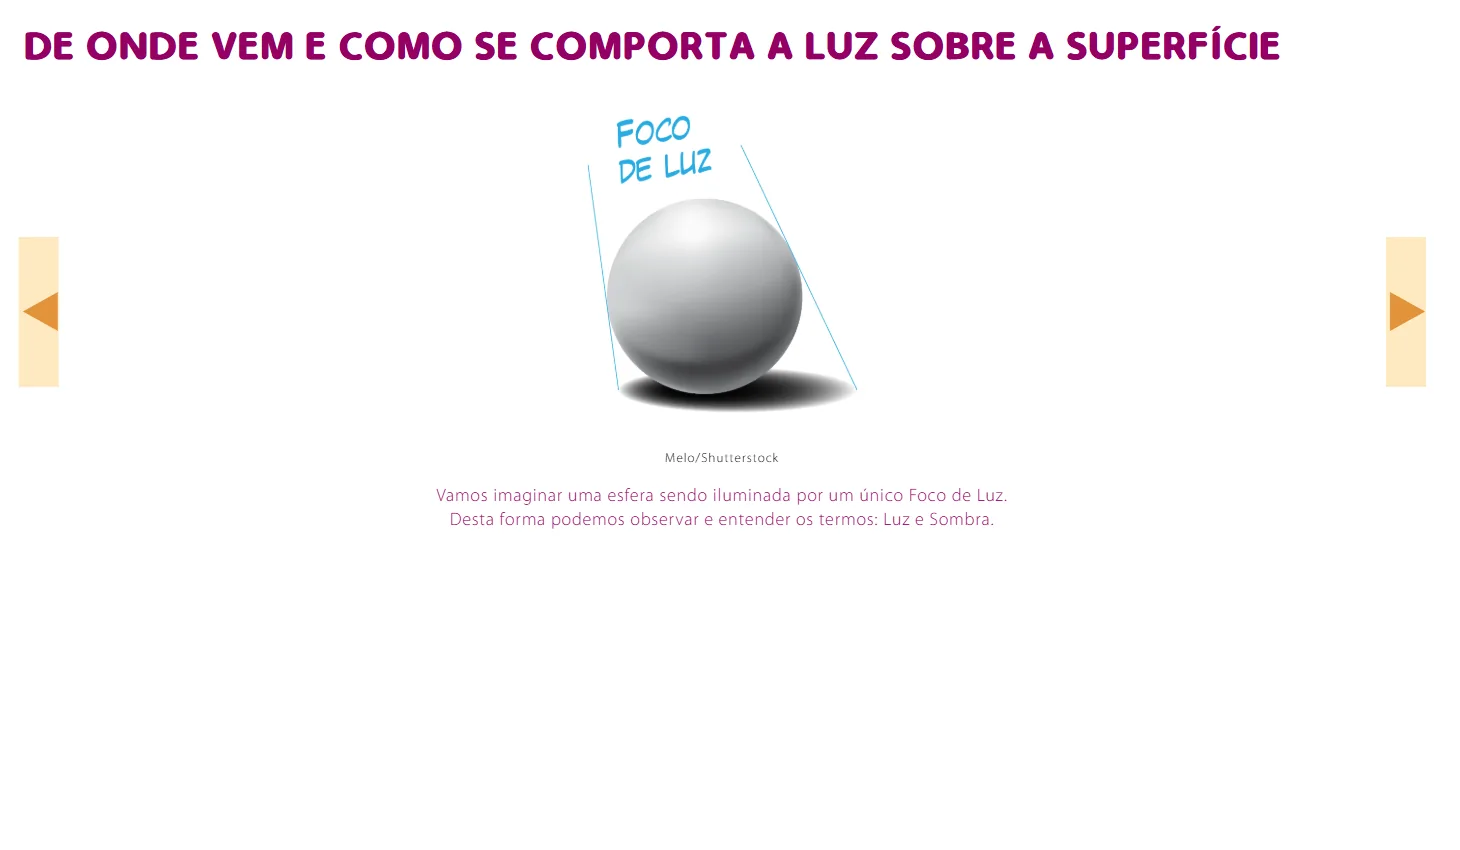 DE ONDE VEM E COMO SE COMPORTA A LUZ SOBRE A SUPERFÍCIE
FOCO
DE LUZ
Melo/Shutterstock
Vamos imaginar uma esfera sendo iluminada por um único Foco de Luz.
Desta forma podemos observar e entender os termos: Luz e Sombra.